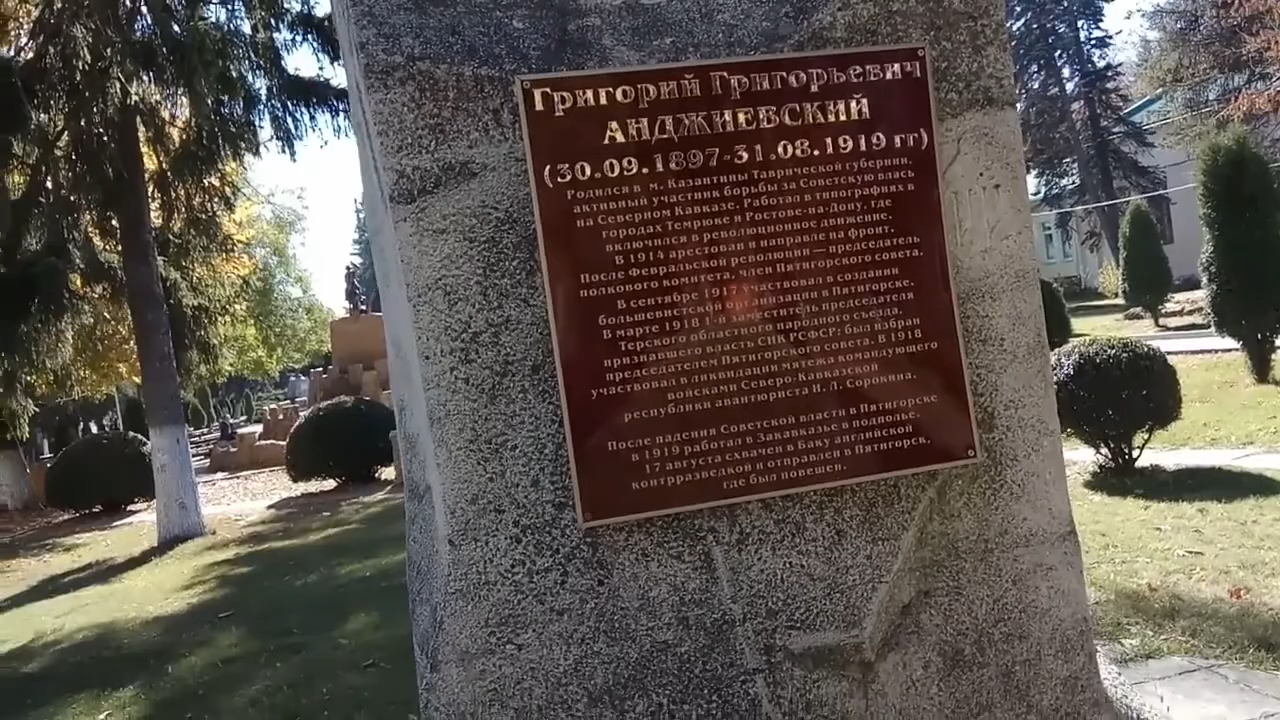 Григорий Григорьевич
АНДЖИЕВСКИЙ
(30.09.1897-31.08.1919 гг)
Родился в м. Казантины Таврической губернии,
активный участник борьбы за Советскую власть
на Северном Кавказе. Работал в типографиях в
городах Темрюке и Ростове-на-Дону, где
включился в революционное движение.
В 1914 арестован и направле на фронт.
После Февральской революции — председатель
полкового комитета, член Пятигорского совета.
В сентябре 1917 участвовал в создании
большевистской организации в Пятигорске.
В марте 1918 1-й заместитель председателя
Терского областного народного съезда,
признавшего власть СНК РСФСР; был избран
председателем Пятигорского совета. В 1918
участвовал в ликвидации мятежа командующего
войсками Северо-Кавказской
республики авантюриста И. Л. Сорокина.
После падения Советской власти в Пятигорске
в 1919 работал в Закавказье в подполье.
17 августа схвачен в Баку английской
контрразведкой и отправлен в Пятигорск,
где был повешен.